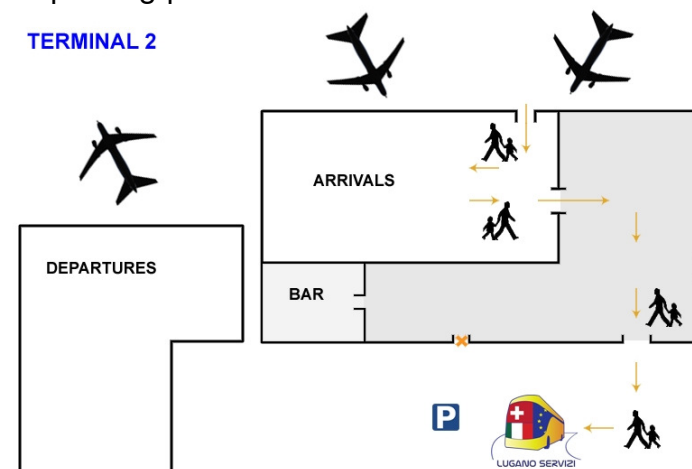 TERMINAL 2
ARRIVALS
DEPARTURES
BAR
P
LUGANO SERVIZI